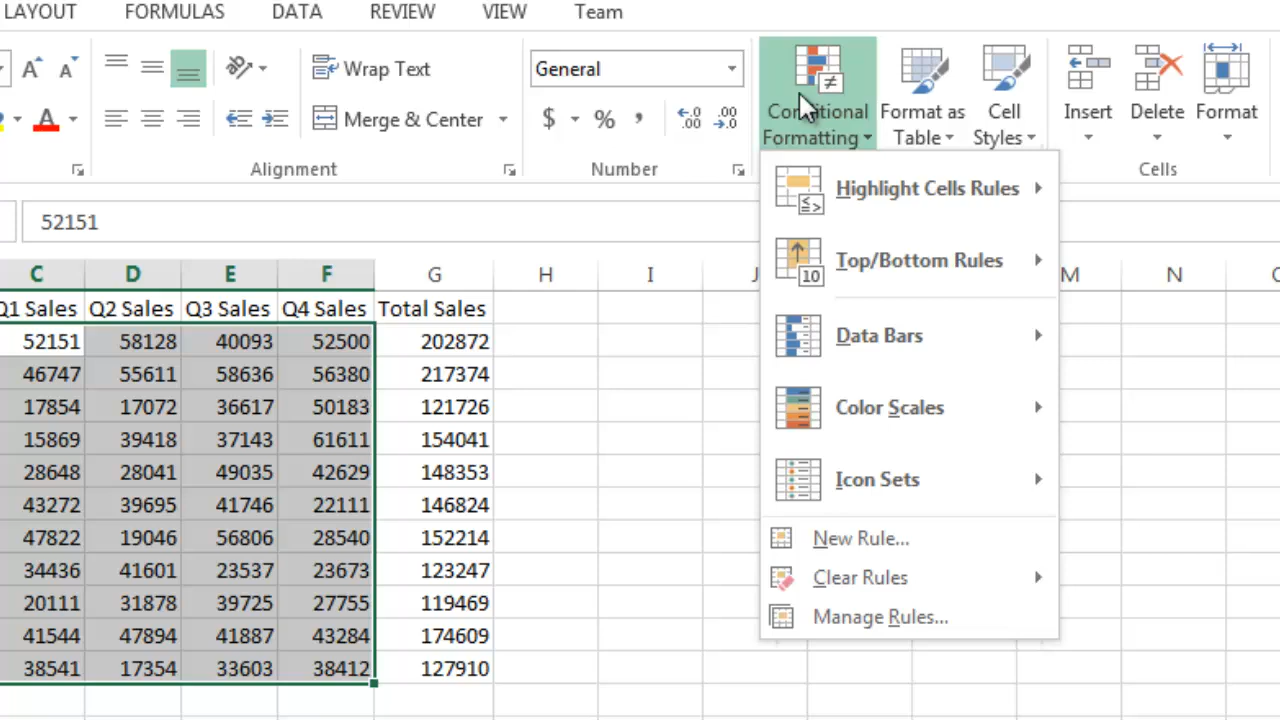 LAYOUT FORMULAS DATA REVIEW VIEW Team
A A Wrap Text General
Conditional Formatting Format as Table Cell Styles Insert Delete Format
A Merge & Center $ % , .0 .00 .00 .0
Alignment Number Cells
52151
Highlight Cells Rules
Top/Bottom Rules
10
Data Bars
Color Scales
Icon Sets
New Rule...
Clear Rules
Manage Rules...
C D E F G H I J M N
Q1 Sales Q2 Sales Q3 Sales Q4 Sales Total Sales
52151 58128 40093 52500 202872
46747 55611 58636 56380 217374
17854 17072 36617 50183 121726
15869 39418 37143 61611 154041
28648 28041 49035 42629 148353
43272 39695 41746 22111 146824
47822 19046 56806 28540 152214
34436 41601 23537 23673 123247
20111 31878 39725 27755 119469
41544 47894 41887 43284 174609
38541 17354 33603 38412 127910